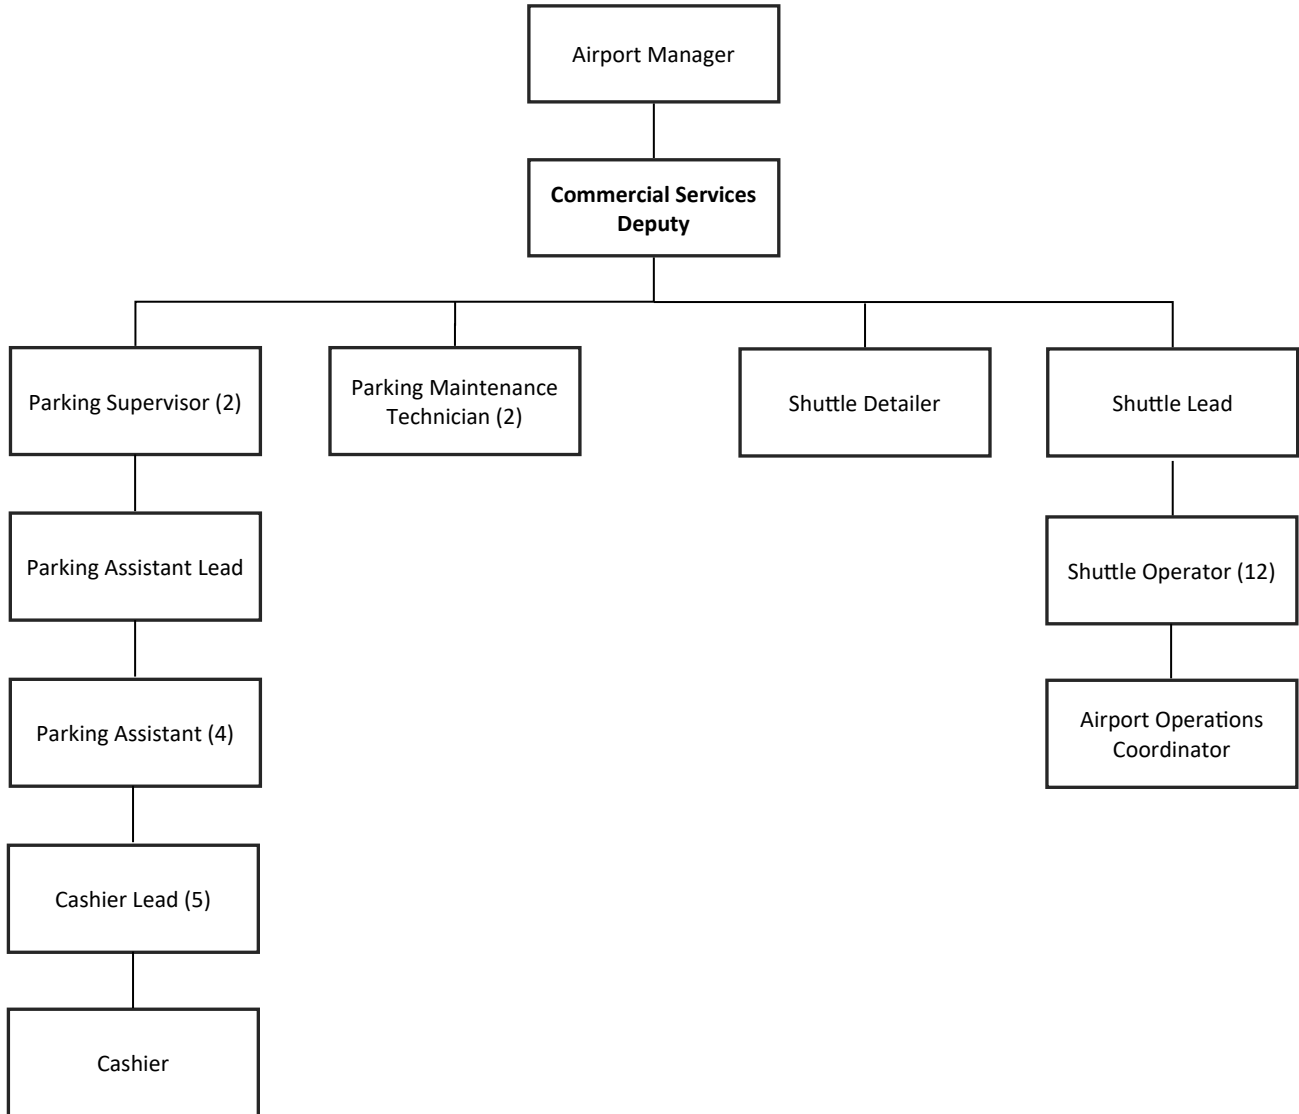 Airport Manager
Commercial Services
Deputy
Parking Supervisor (2)
Parking Maintenance
Technician (2)
Shuttle Detailer
Shuttle Lead
Parking Assistant Lead
Shuttle Operator (12)
Parking Assistant (4)
Airport Operations
Coordinator
Cashier Lead (5)
Cashier